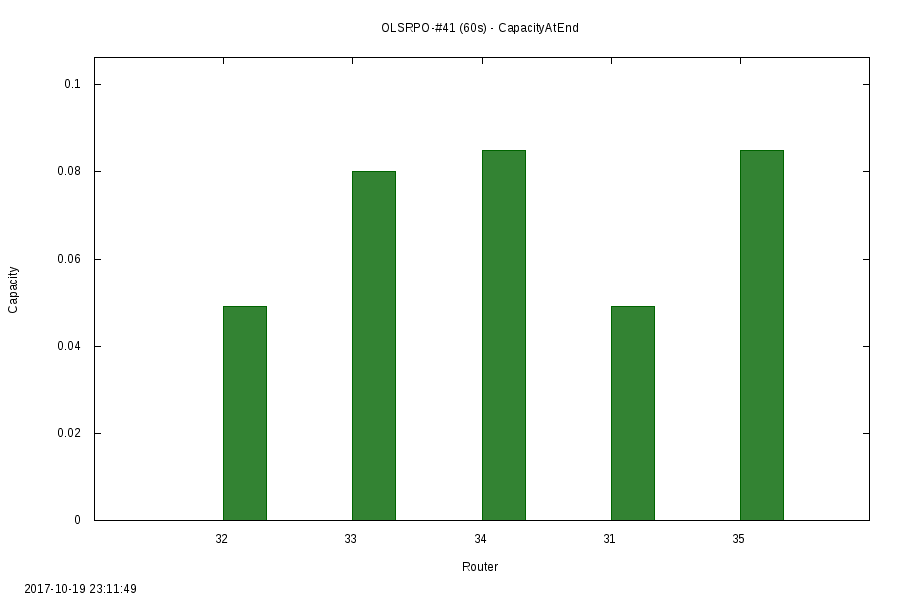 OLSRPO-#41 (60s) - CapacityAtEnd
0.1
0.08
0.06
0.04
0.02
0
Capacity
32 33 34 31 35
Router
2017-10-19 23:11:49